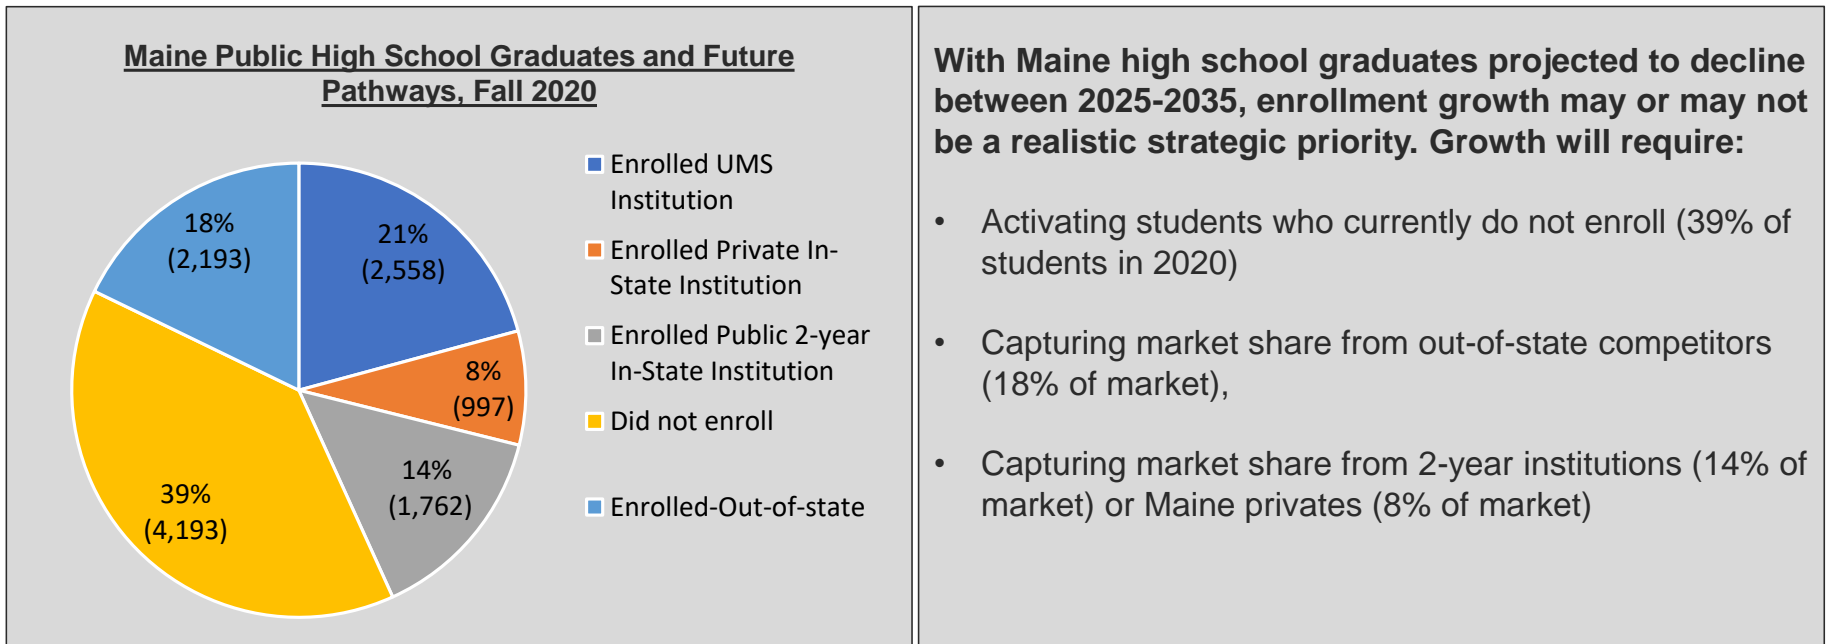 Maine Public High School Graduates and Future
Pathways, Fall 2020
18%
(2,193)
21%
(2,558)
8%
(997)
14%
(1,762)
39%
(4,193)
Enrolled UMS
Institution
Enrolled Private In-
State Institution
Enrolled Public 2-year
In-State Institution
Did not enroll
Enrolled-Out-of-state
With Maine high school graduates projected to decline
between 2025-2035, enrollment growth may or may not
be a realistic strategic priority. Growth will require:
• Activating students who currently do not enroll (39% of
students in 2020)
• Capturing market share from out-of-state competitors
(18% of market),
• Capturing market share from 2-year institutions (14% of
market) or Maine privates (8% of market)